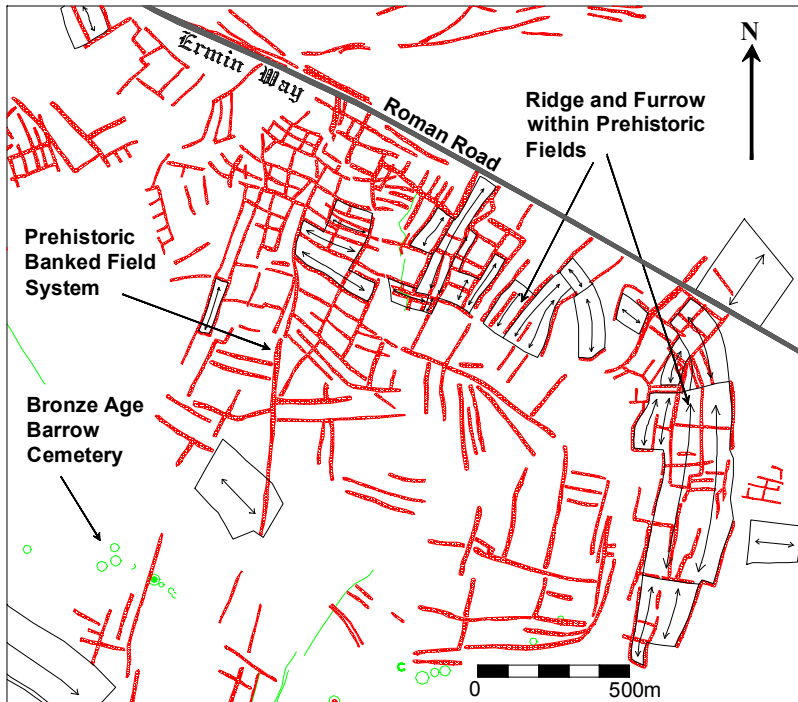 Ermin Way
Roman Road
N
Ridge and Furrow
within Prehistoric
Fields
Prehistoric
Banked Field
System
Bronze Age
Barrow
Cemetery
0
500m